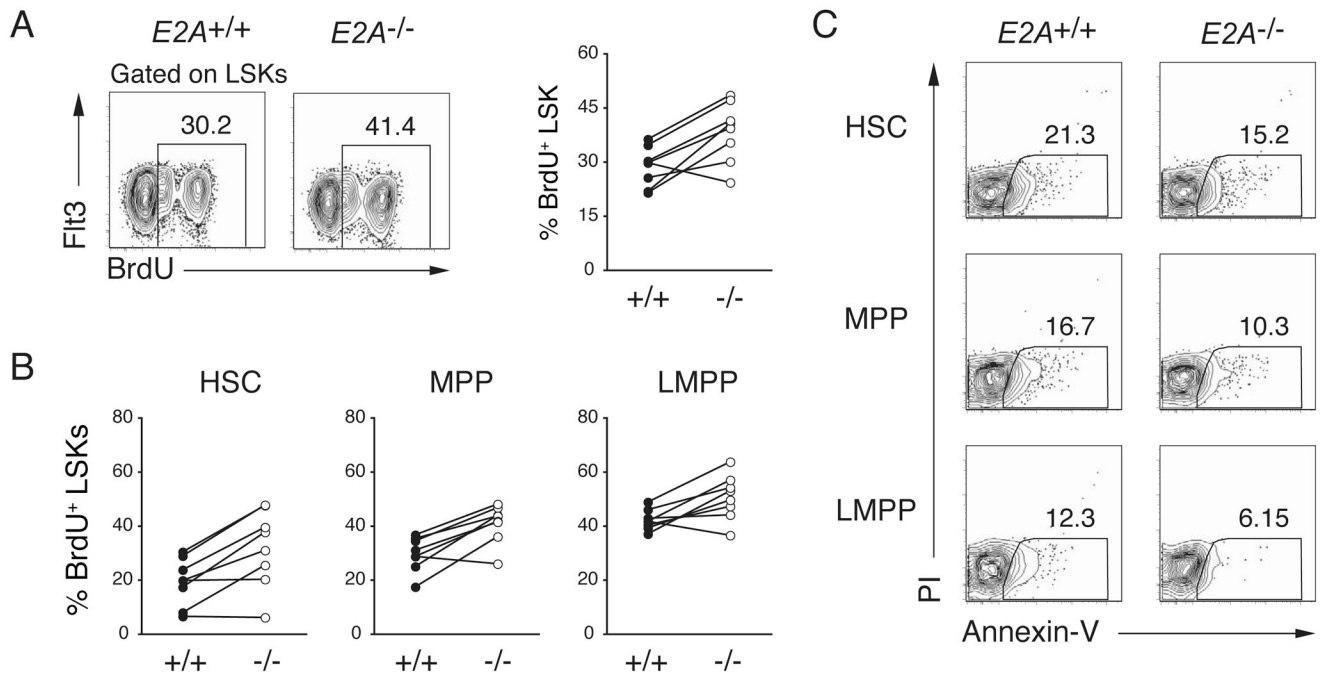 A
E2A+/+
E2A-/-
Gated on LSKs
30.2
41.4
Flt3
BrdU
% BrdU+ LSK
60
45
30
15
0
+/+
-/-
B
HSC
MPP
LMPP
% BrdU+ LSKs
80
60
40
20
0
+/+
-/-
80
60
40
20
0
+/+
-/-
80
60
40
20
0
+/+
-/-
C
E2A+/+
E2A-/-
HSC
21.3
15.2
MPP
16.7
10.3
LMPP
12.3
6.15
PI
Annexin-V